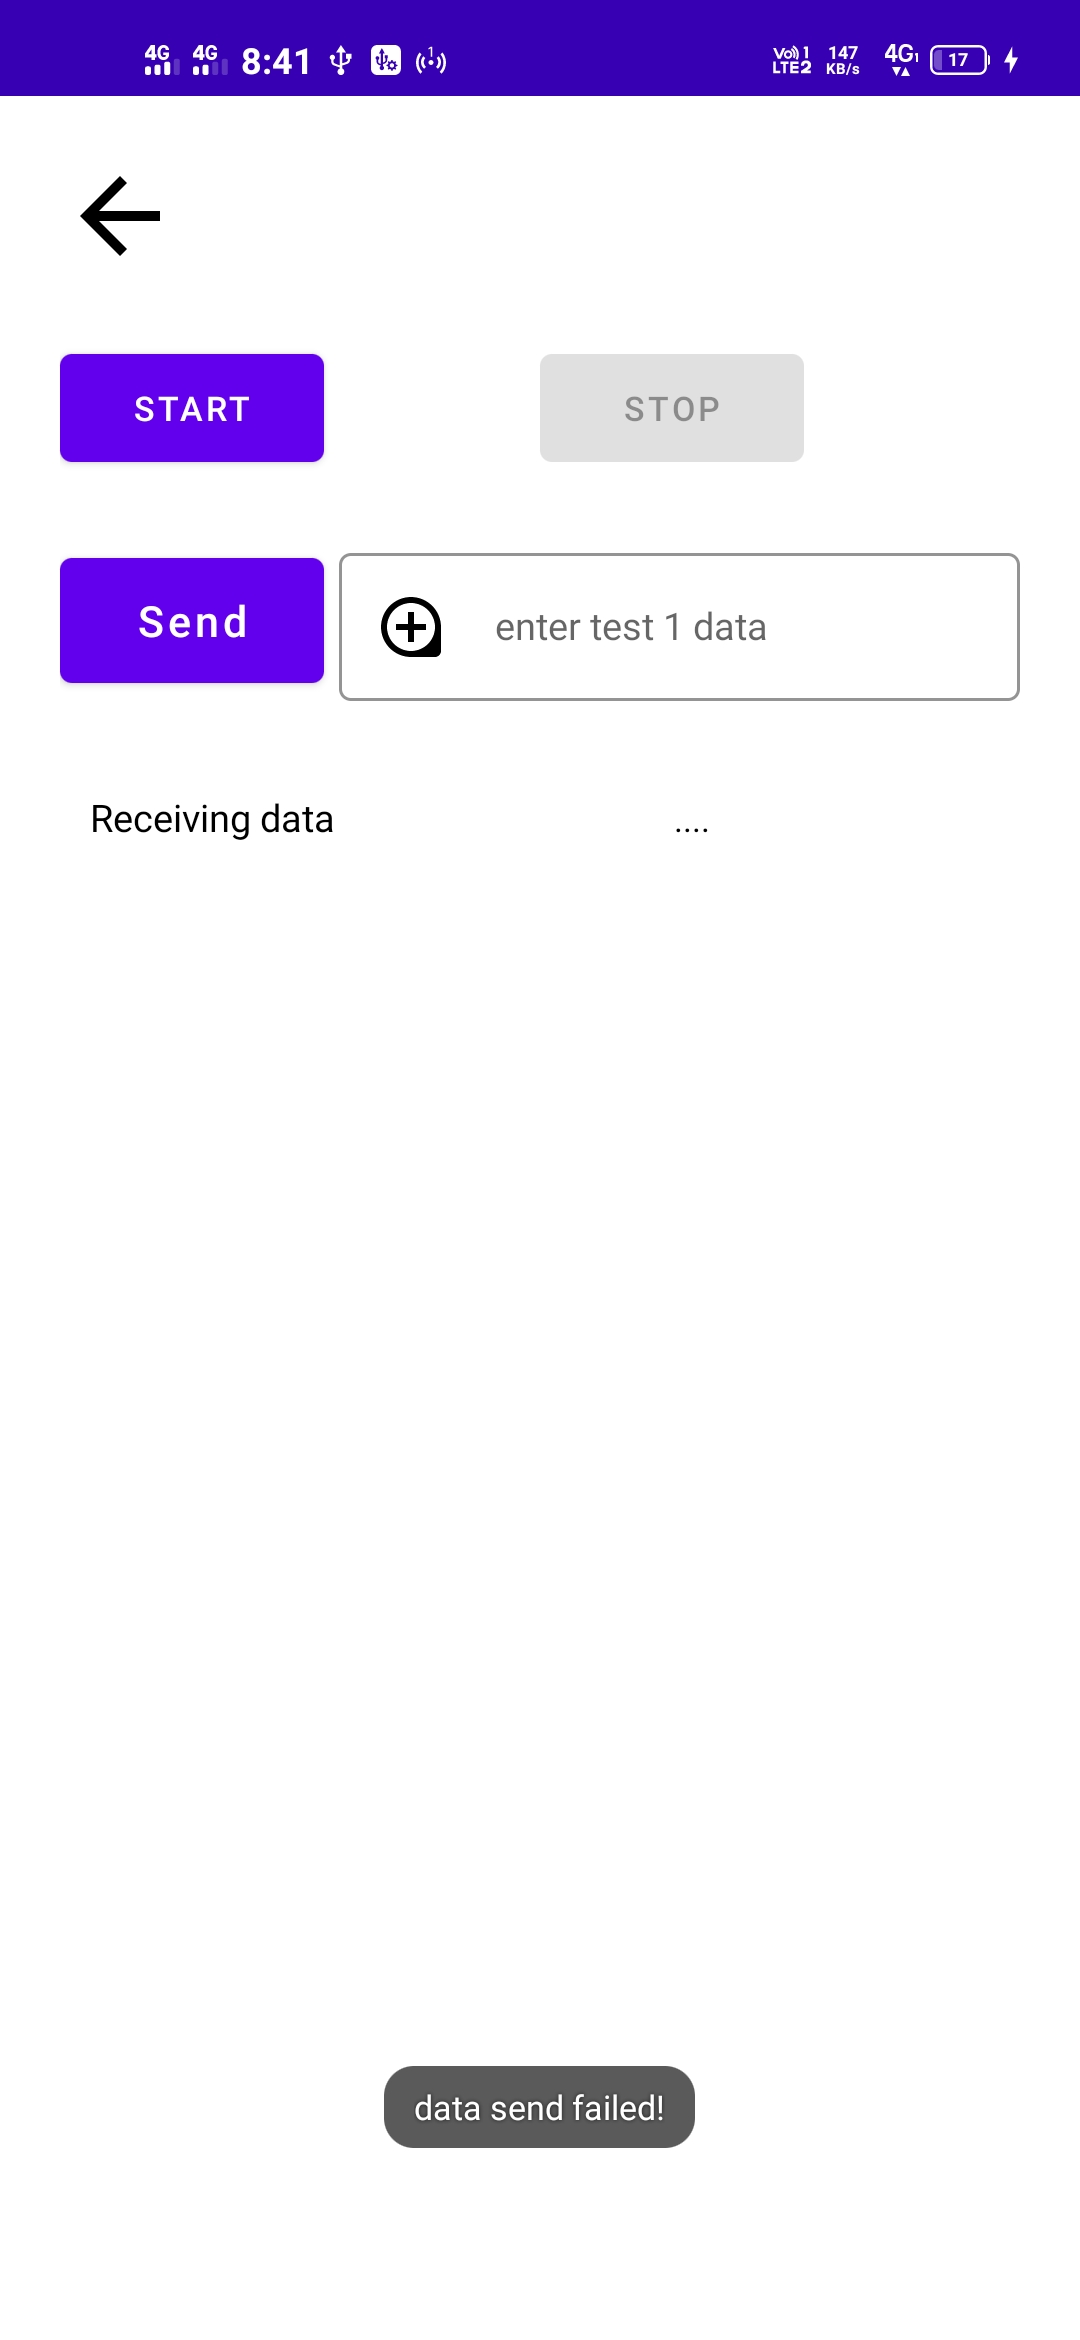 4G 4G 8:41 1 Vo)) 1 LTE2 147 KB/s 4G 17
START STOP
Send enter test 1 data
Receiving data ....
data send failed!